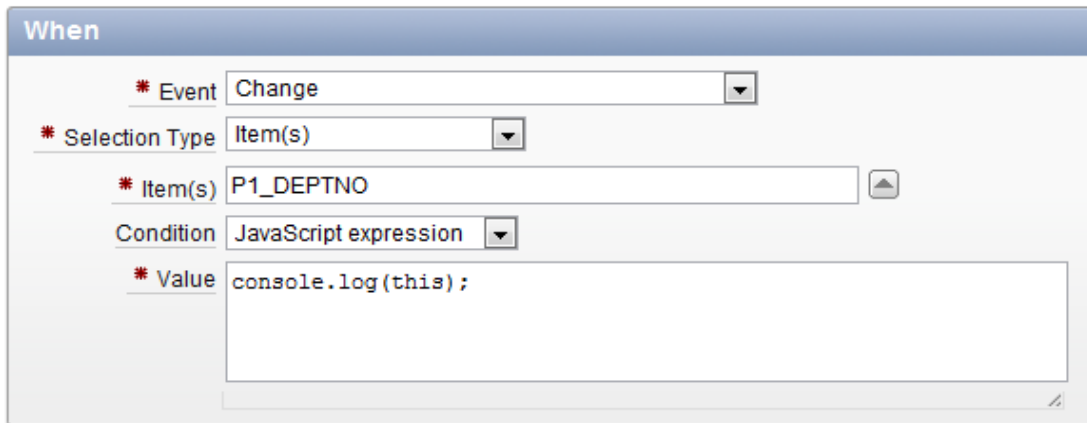 When
* Event Change
* Selection Type Item(s)
* Item(s) P1_DEPTNO
Condition JavaScript expression
* Value console.log(this);